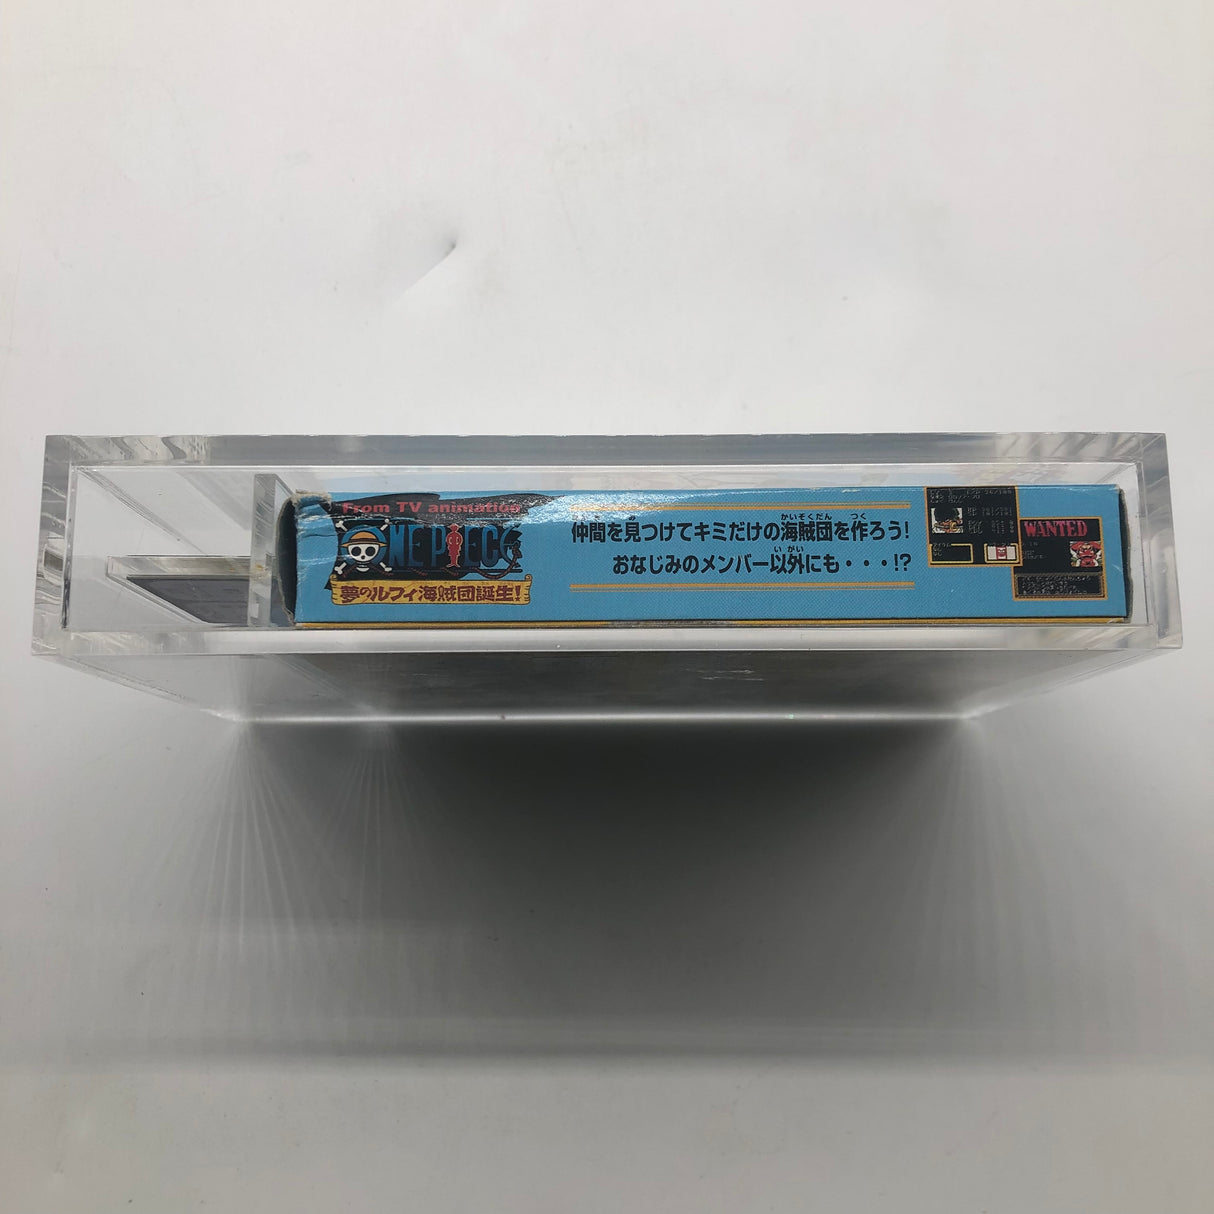 From TV animation
ONE PIECE
夢のルフィ海賊団誕生!
仲間を見つけてキミだけの海賊団を作ろう!
おなじみのメンバー以外にも・・・!?
WANTED